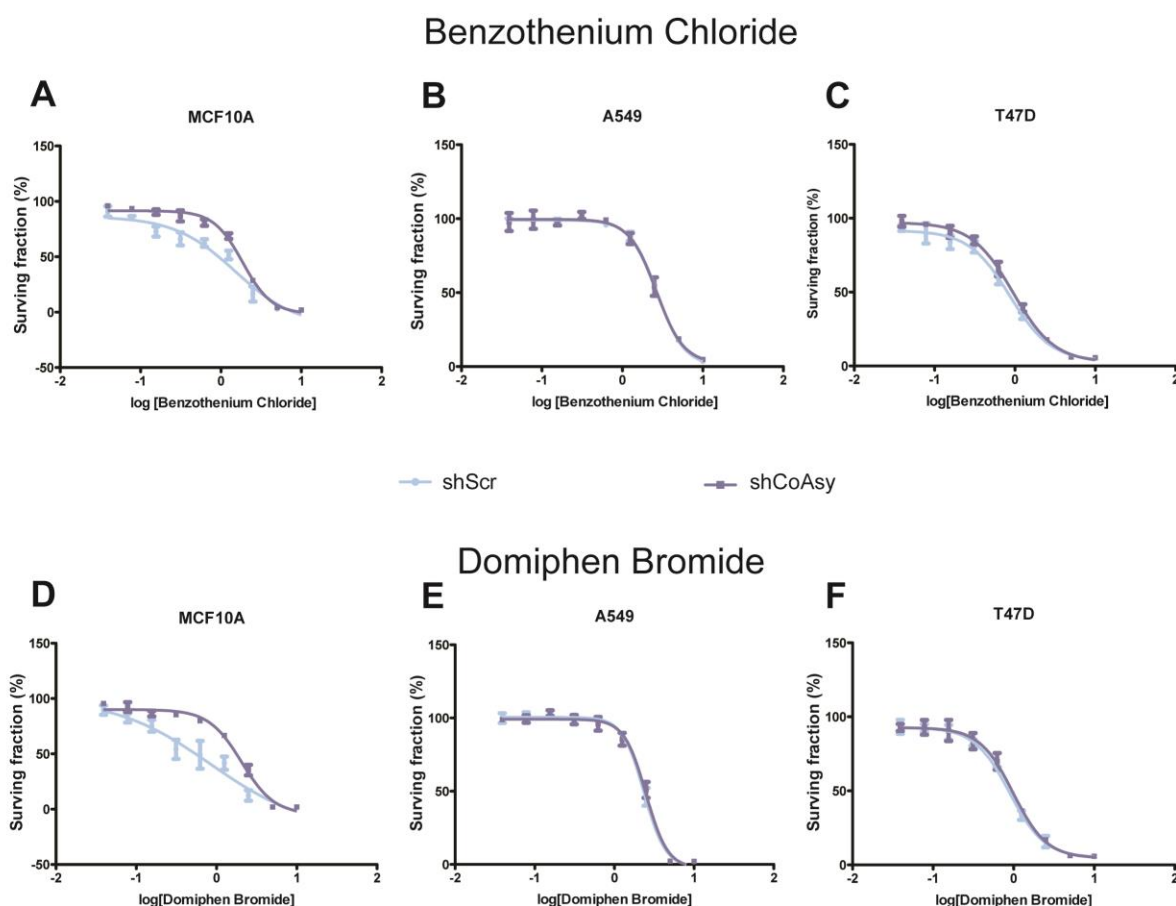 Benzothenium Chloride
A
MCF10A
150
100
50
0
-50
-2
-1
0
1
2
Surving fraction (%)
log [Benzothenium Chloride]
B
A549
150
100
50
0
-2
-1
0
1
2
Surving fraction (%)
log [Benzothenium Chloride]
C
T47D
150
100
50
0
-2
-1
0
1
2
Surving fraction (%)
log[Benzothenium Chloride]
shScr
shCoAsy
Domiphen Bromide
D
MCF10A
150
100
50
0
-50
-2
-1
0
1
2
Surving fraction (%)
log[Domiphen Bromide]
E
A549
150
100
50
0
-2
-1
0
1
2
Surving fraction (%)
log[Domiphen Bromide]
F
T47D
150
100
50
0
-2
-1
0
1
2
Surving fraction (%)
log[Domiphen Bromide]